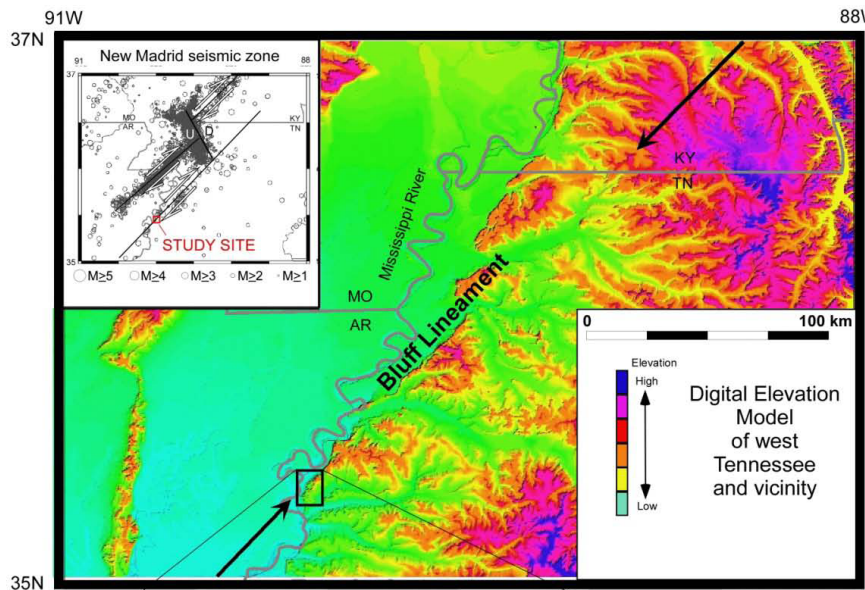 91W
88W
37N
New Madrid seismic zone
91
88
37
MO
AR
KY
TN
U
D
STUDY SITE
35
M≥5 M≥4 M≥3 M≥2 M≥1
KY
TN
Mississippi River
MO
AR
Bluff Lineament
0 100 km
Elevation
High
Low
Digital Elevation
Model
of west
Tennessee
and vicinity
35N